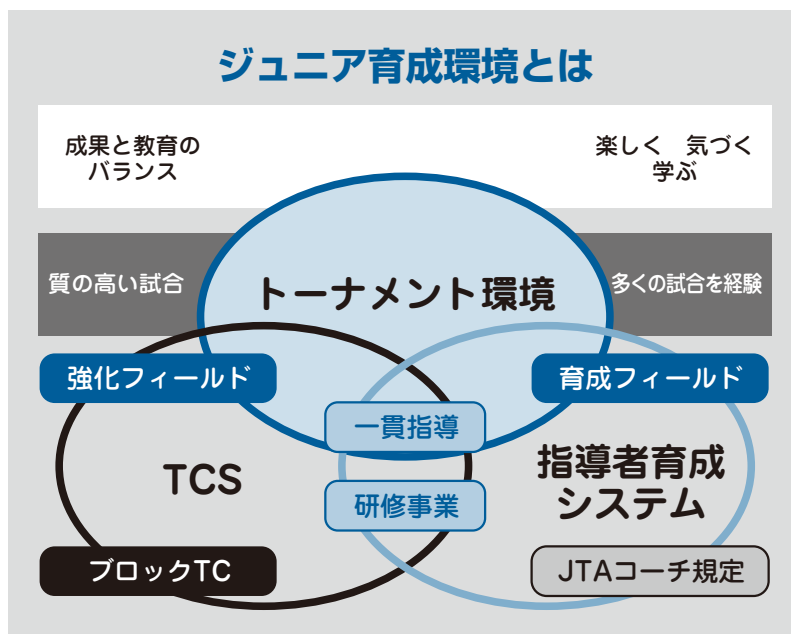 ジュニア育成環境とは
成果と教育の
バランス
楽しく 気づく
学ぶ
質の高い試合
トーナメント環境
多くの試合を経験
強化フィールド
育成フィールド
一貫指導
TCS
指導者育成
システム
研修事業
ブロックTC
JTAコーチ規定